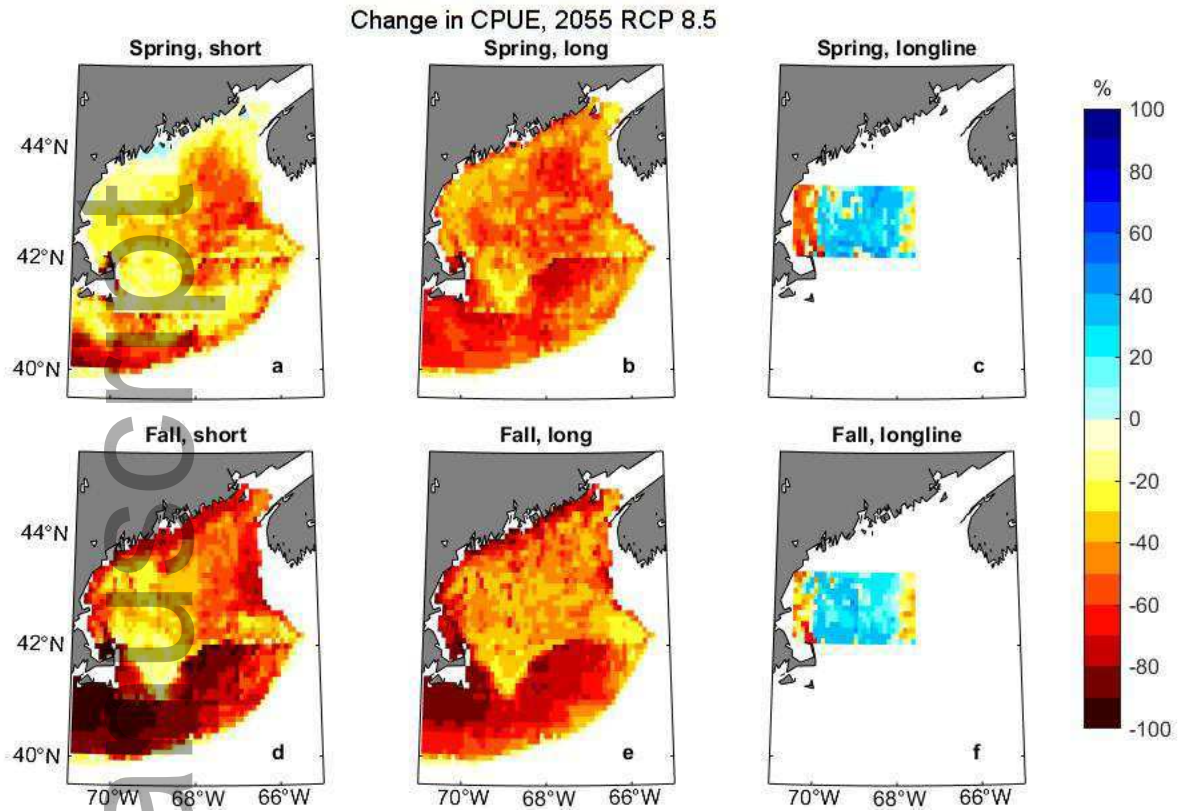 Change in CPUE, 2055 RCP 8.5
Spring, short
Spring, long
Spring, longline
%
44°N
42°N
40°N
a
b
c
100
80
60
40
20
0
-20
-40
-60
-80
-100
Fall, short
Fall, long
Fall, longline
44°N
42°N
40°N
d
e
f
70°W 68°W 66°W
70°W 68°W 66°W
70°W 68°W 66°W